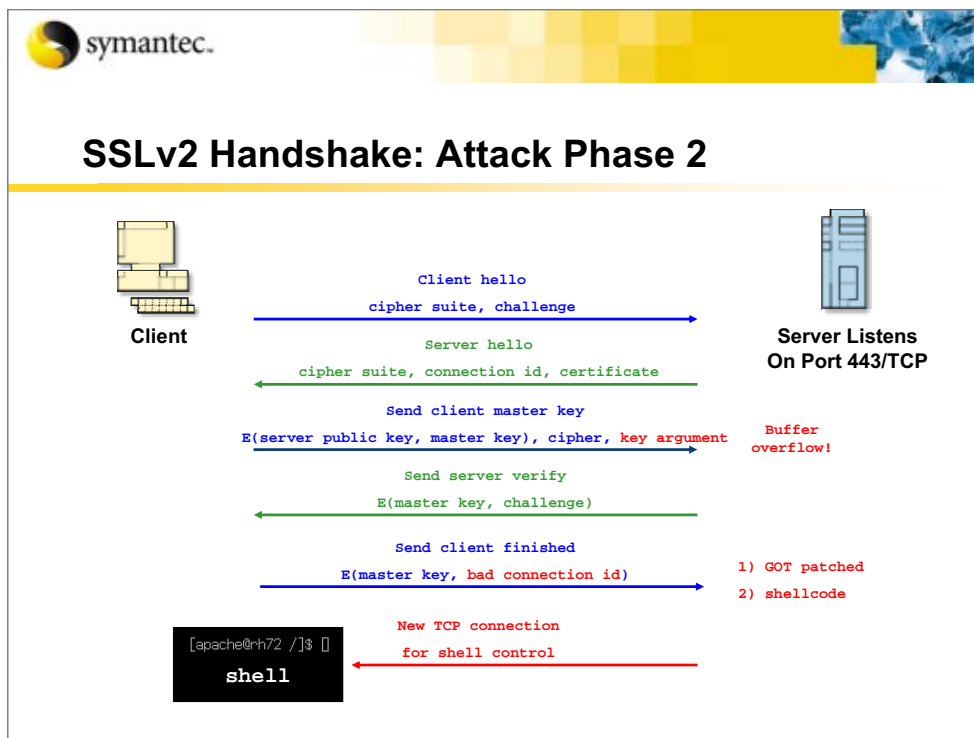 symantec.
SSLv2 Handshake: Attack Phase 2
Client hello
cipher suite, challenge
Client
Server Listens
On Port 443/TCP
Server hello
cipher suite, connection id, certificate
Send client master key
E(server public key, master key), cipher, key argument
Buffer
overflow!
Send server verify
E(master key, challenge)
Send client finished
E(master key, bad connection id)
1) GOT patched
2) shellcode
New TCP connection
for shell control
[apache@rh72 /]$ []
shell